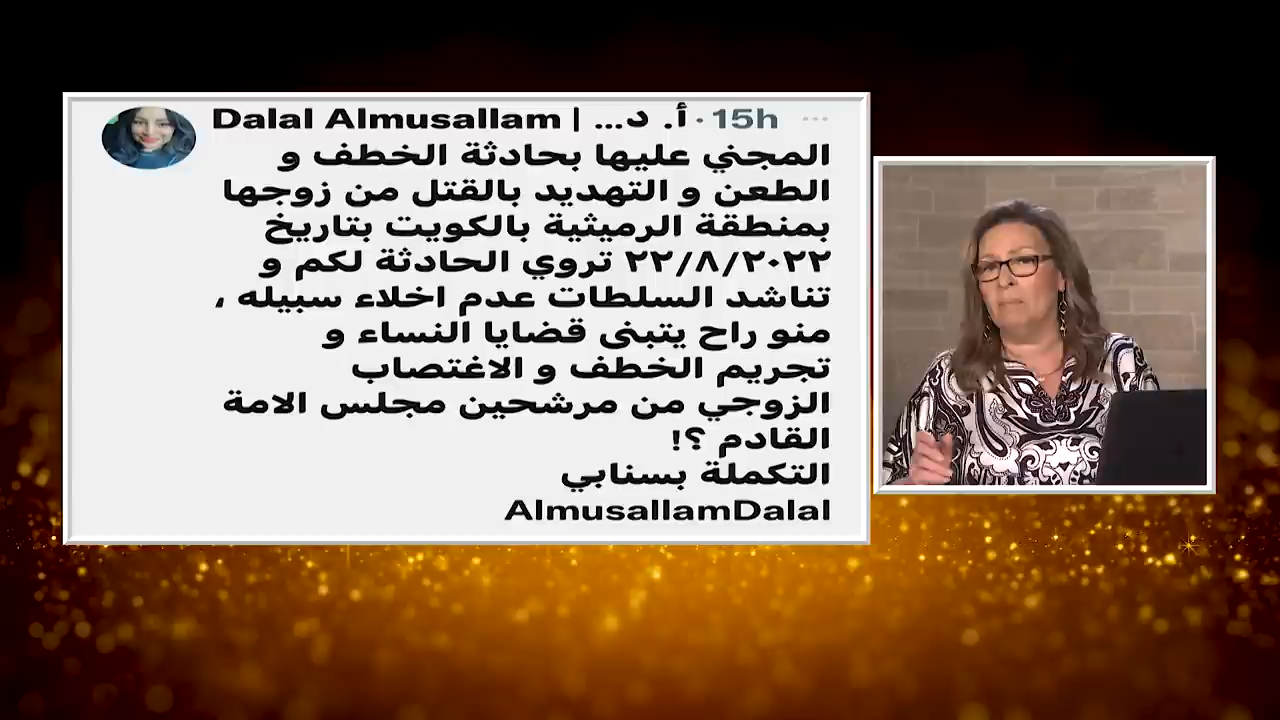 Dalal Almusallam | ...أ. د · 15h
المجني عليها بحادثة الخطف و
الطعن و التهديد بالقتل من زوجها
بمنطقة الرميثية بالكويت بتاريخ
٢٢/٨/٢٠٢٢ تروي الحادثة لكم و
تناشد السلطات عدم اخلاء سبيله ،
منو راح يتبنى قضايا النساء و
تجريم الخطف و الاغتصاب
الزوجي من مرشحين مجلس الامة
القادم ؟!
التكملة بسنابي
AlmusallamDalal